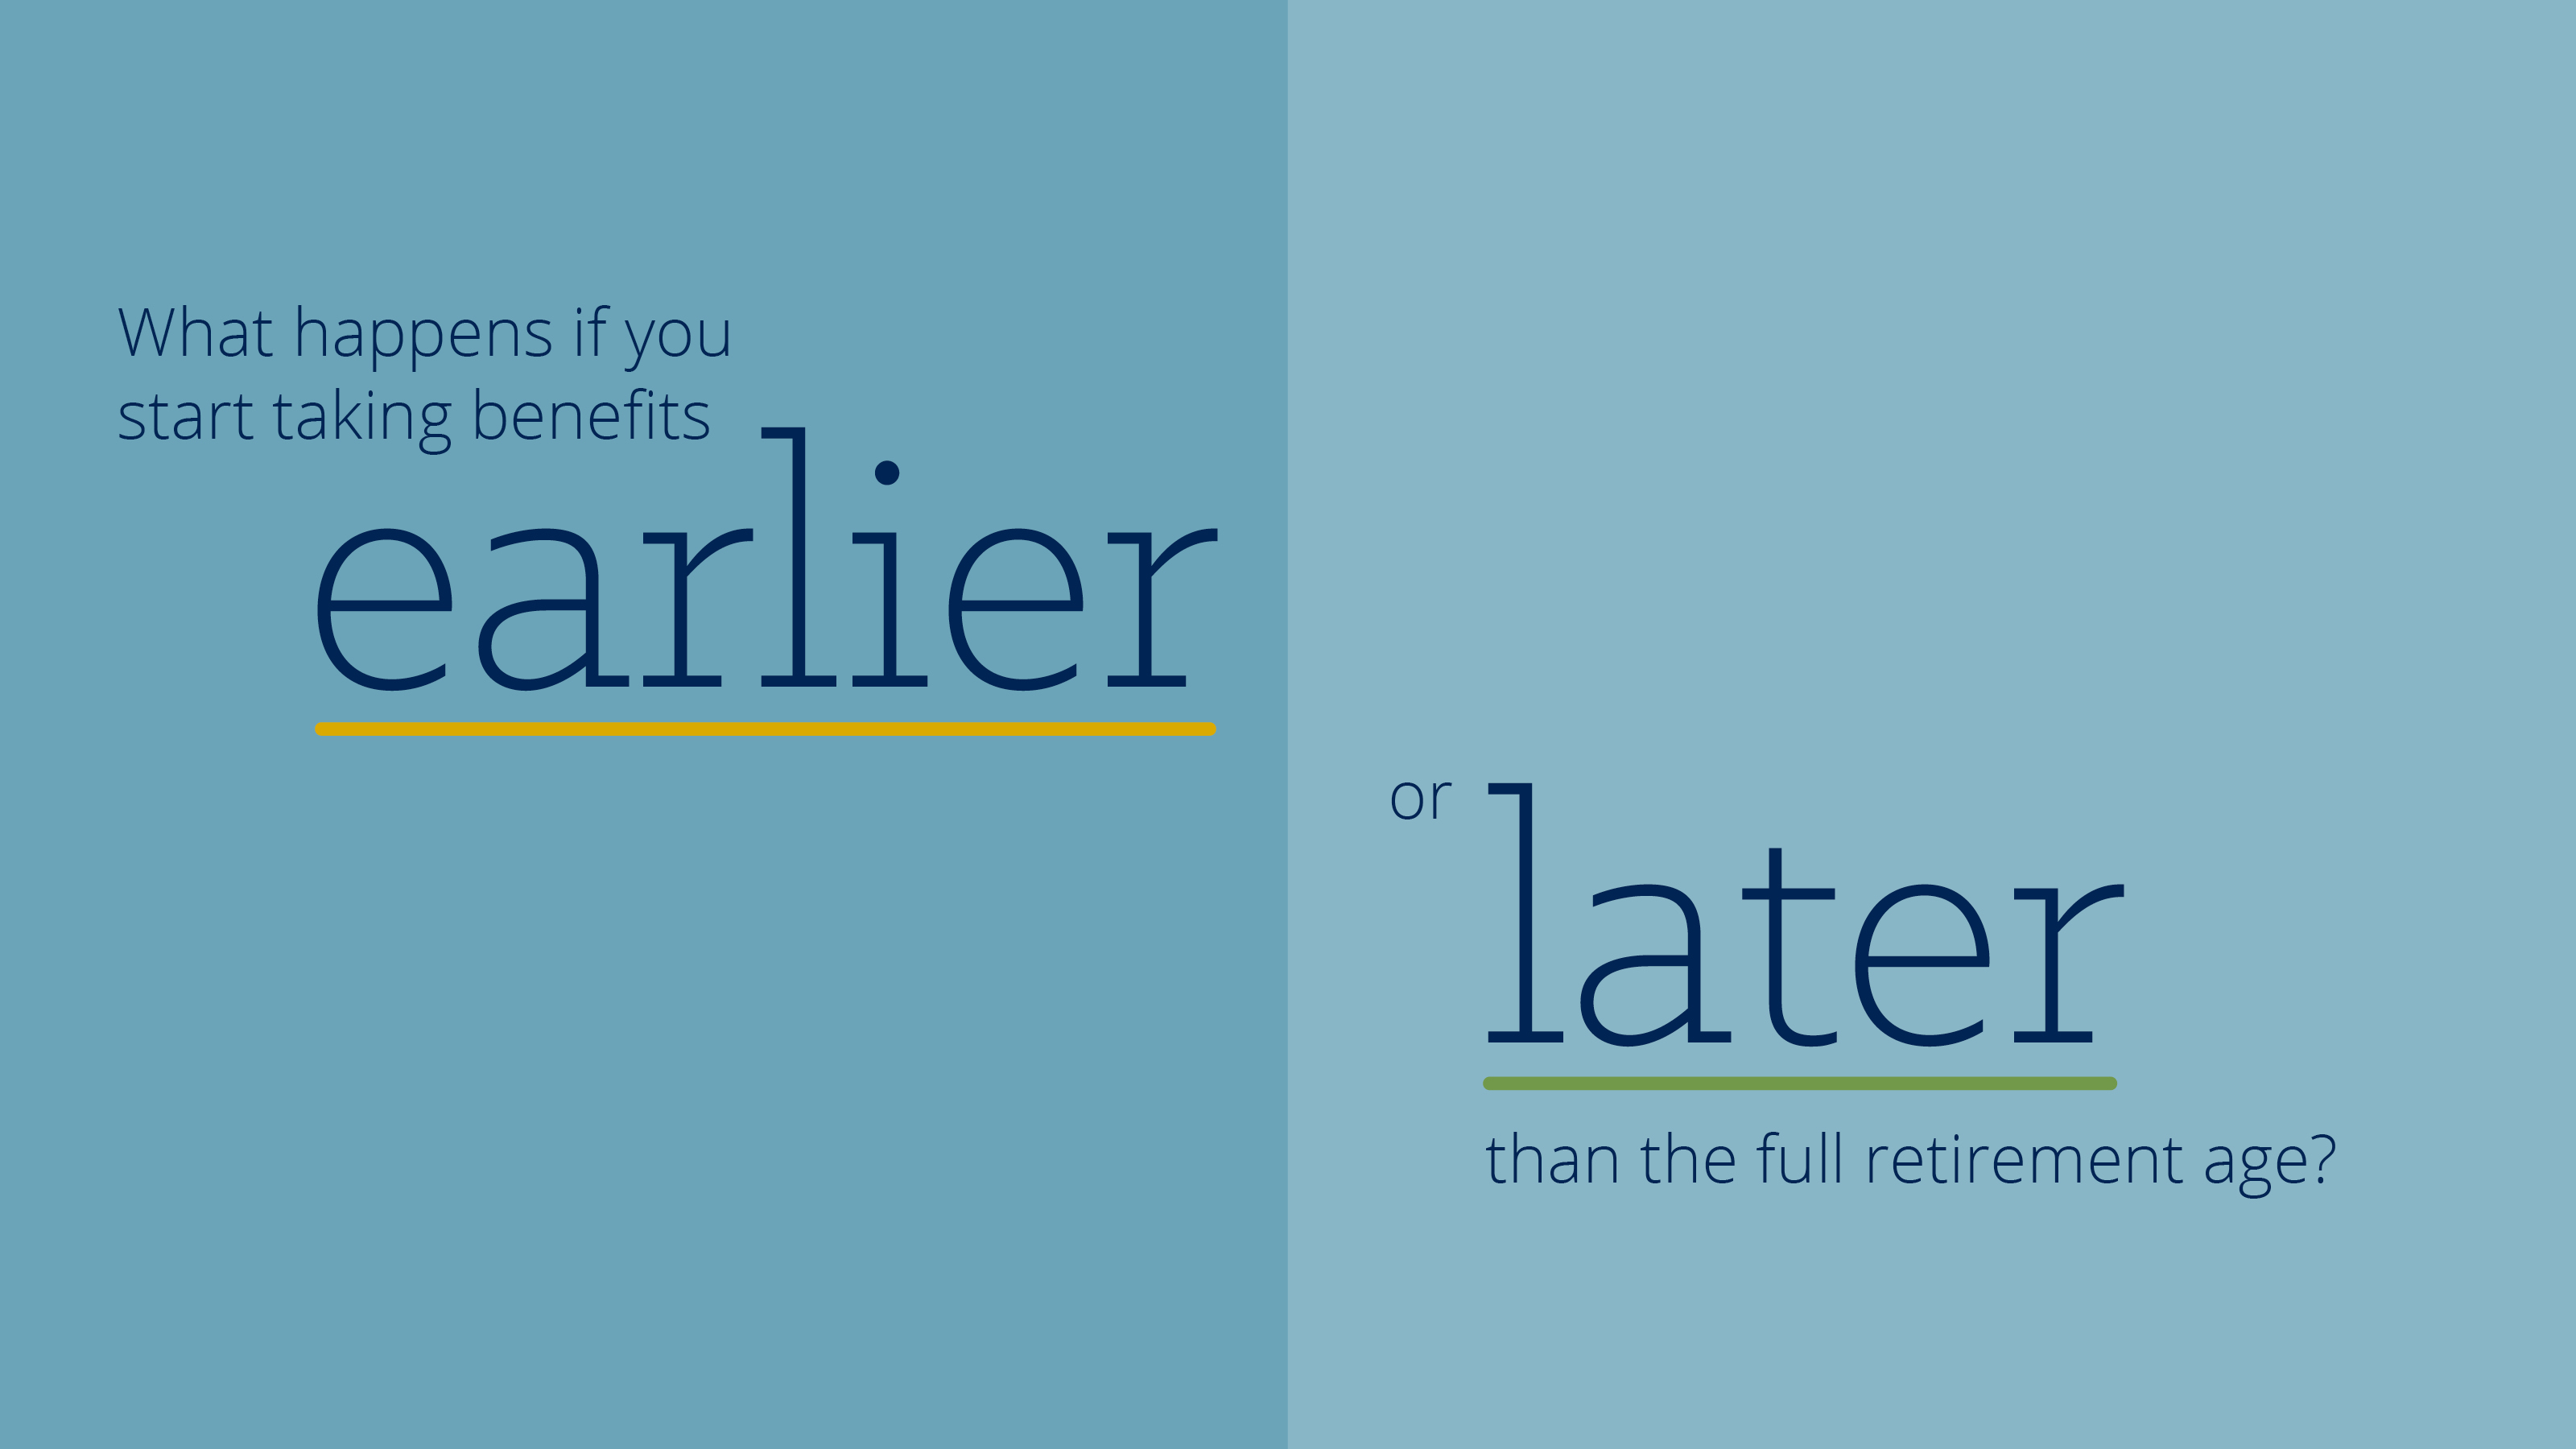 What happens if you
start taking benefits
earlier
or later
than the full retirement age?